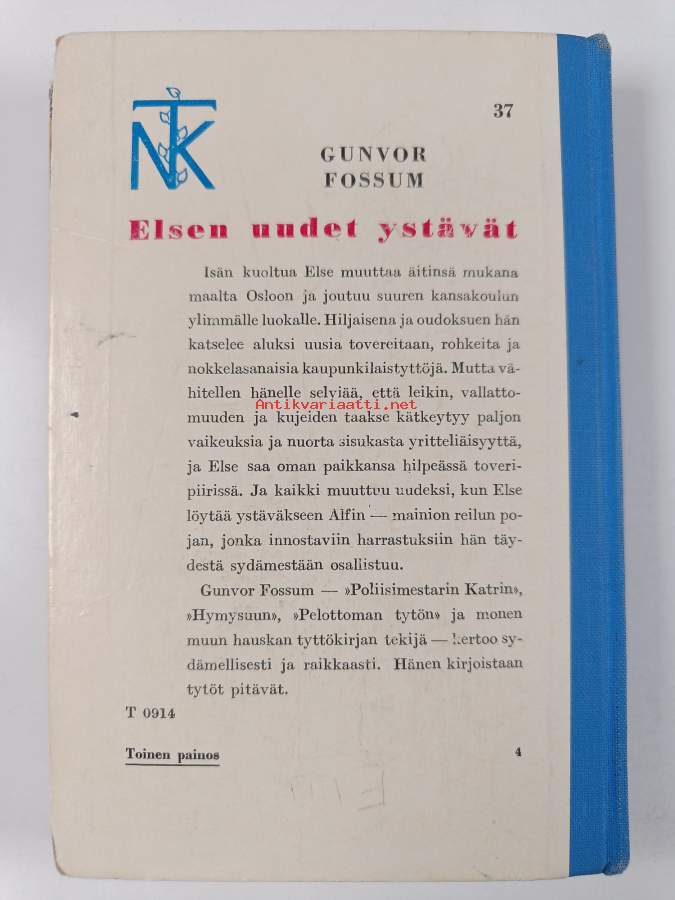 NTK
37
GUNVOR
FOSSUM
Elsen uudet ystävät
Isän kuoltua Else muuttaa äitinsä mukana
maalta Osloon ja joutuu suuren kansakoulun
ylimmälle luokalle. Hiljaisena ja oudoksuen hän
katselee aluksi uusia tovereitaan, rohkeita ja
nokkelasanaisia kaupunkilaistyttöjä. Mutta vä-
hitellen hänelle selviää, että leikin, vallatto-
Antikvariaatti.net
muuden ja kujeiden taakse kätkeytyy paljon
vaikeuksia ja nuorta sisukasta yritteliäisyyttä,
ja Else saa oman paikkansa hilpeässä toveri-
piirissä. Ja kaikki muuttuu uudeksi, kun Else
löytää ystäväkseen Alfin — mainion reilun po-
jan, jonka innostaviin harrastuksiin hän täy-
destä sydämestään osallistuu.
Gunvor Fossum — »Poliisimestarin Katrin»,
»Hymysuun», »Pelottoman tytön» ja monen
muun hauskan tyttökirjan tekijä — kertoo sy-
dämellisesti ja raikkaasti. Hänen kirjoistaan
tytöt pitävät.
T 0914
Toinen painos
4